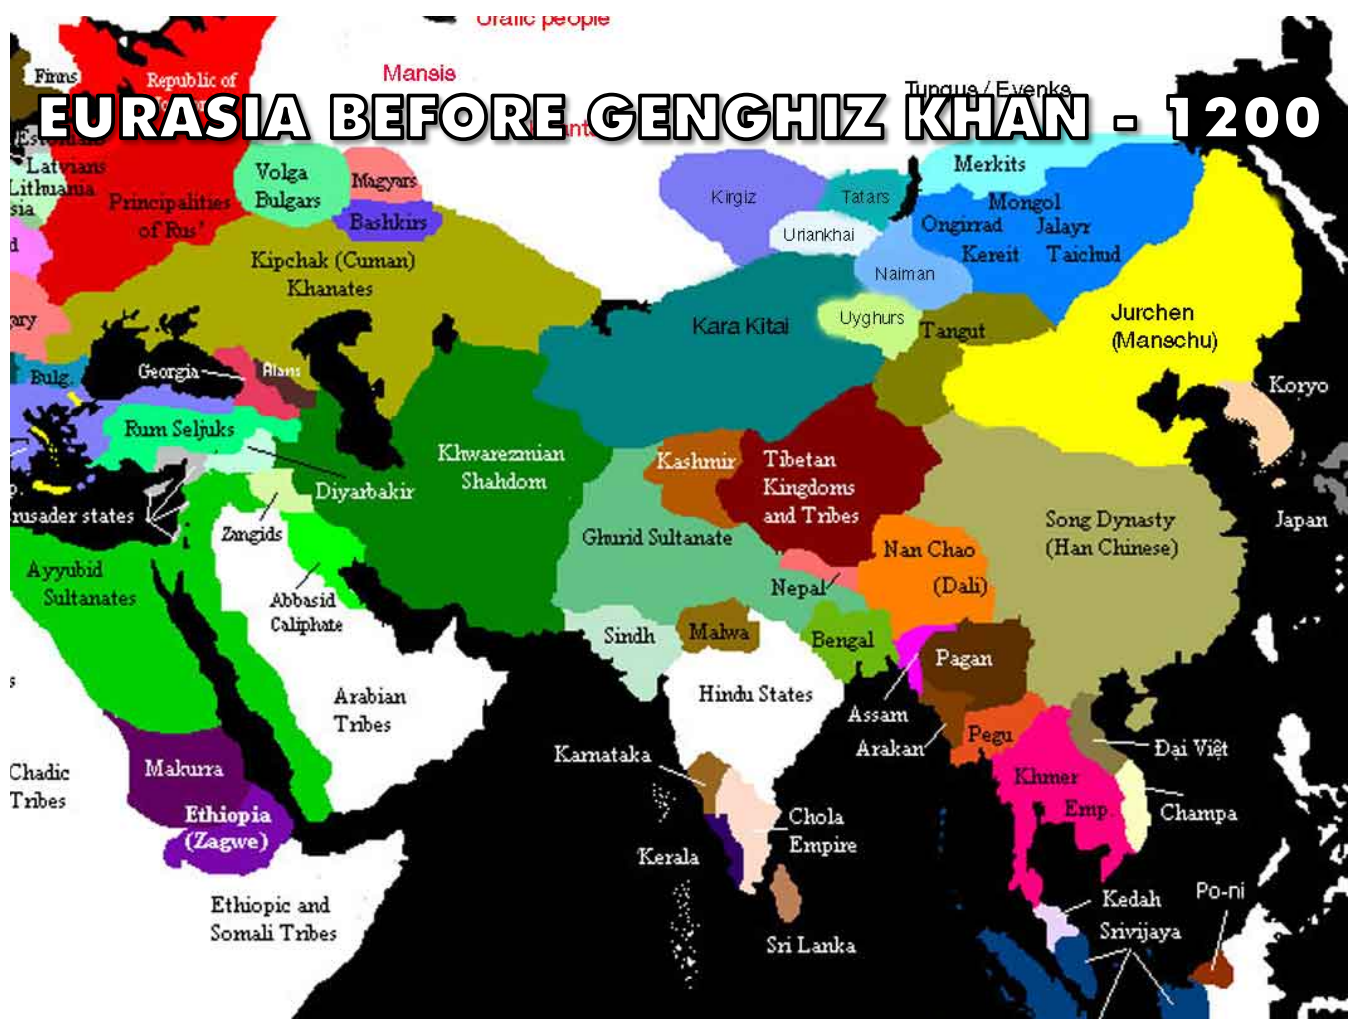 Uralic people
Finns
Republic of
Mansis
Tungus / Evenks
EURASIA BEFORE GENGHIZ KHAN - 1200
Latvians
Lithuania
sia
Volga
Bulgars
Magyars
Bashkirs
Principalities
of Rus'
d
Kipchak (Cuman)
Khanates
ary
Kirgiz
Tatars
Uriankhai
Naiman
Merkits
Mongol
Ongirrad
Jalayr
Kereit
Taichud
Uyghurs
Kara Kitai
Tangut
Jurchen
(Manschu)
Koryo
Japan
Bulg.
Georgia
Alans
Rum Seljuks
Diyarbakir
Khwarezmian
Shahdom
Kashmir
Tibetan
Kingdoms
and Tribes
p.
rusader states
Zangids
Ghurid Sultanate
Nan Chao
(Dali)
Song Dynasty
(Han Chinese)
Ayyubid
Sultanates
Abbasid
Caliphate
Nepal
Sindh
Malwa
Bengal
Pagan
s
Arabian
Tribes
Hindu States
Assam
Arakan
Pegu
Đai Việt
Karnataka
Makurra
Chadic
Tribes
Khmer
Emp.
Champa
Ethiopia
(Zagwe)
Chola
Empire
Kerala
Ethiopic and
Somali Tribes
Sri Lanka
Kedah
Srivijaya
Po-ni